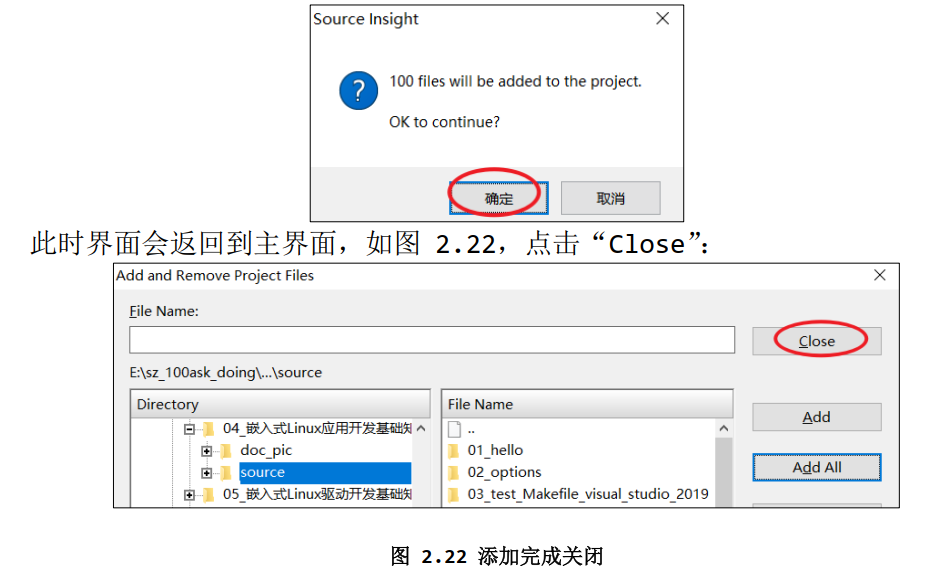 Source Insight
100 files will be added to the project.
OK to continue?
确定
取消
此时界面会返回到主界面，如图 2.22，点击“Close”：
Add and Remove Project Files
File Name:
Close
E:\sz_100ask_doing\...\source
Directory
File Name
Add
04_嵌入式Linux应用开发基础知
..
doc_pic
01_hello
source
02_options
Add All
05_嵌入式Linux驱动开发基础知
03_test_Makefile_visual_studio_2019
图 2.22 添加完成关闭